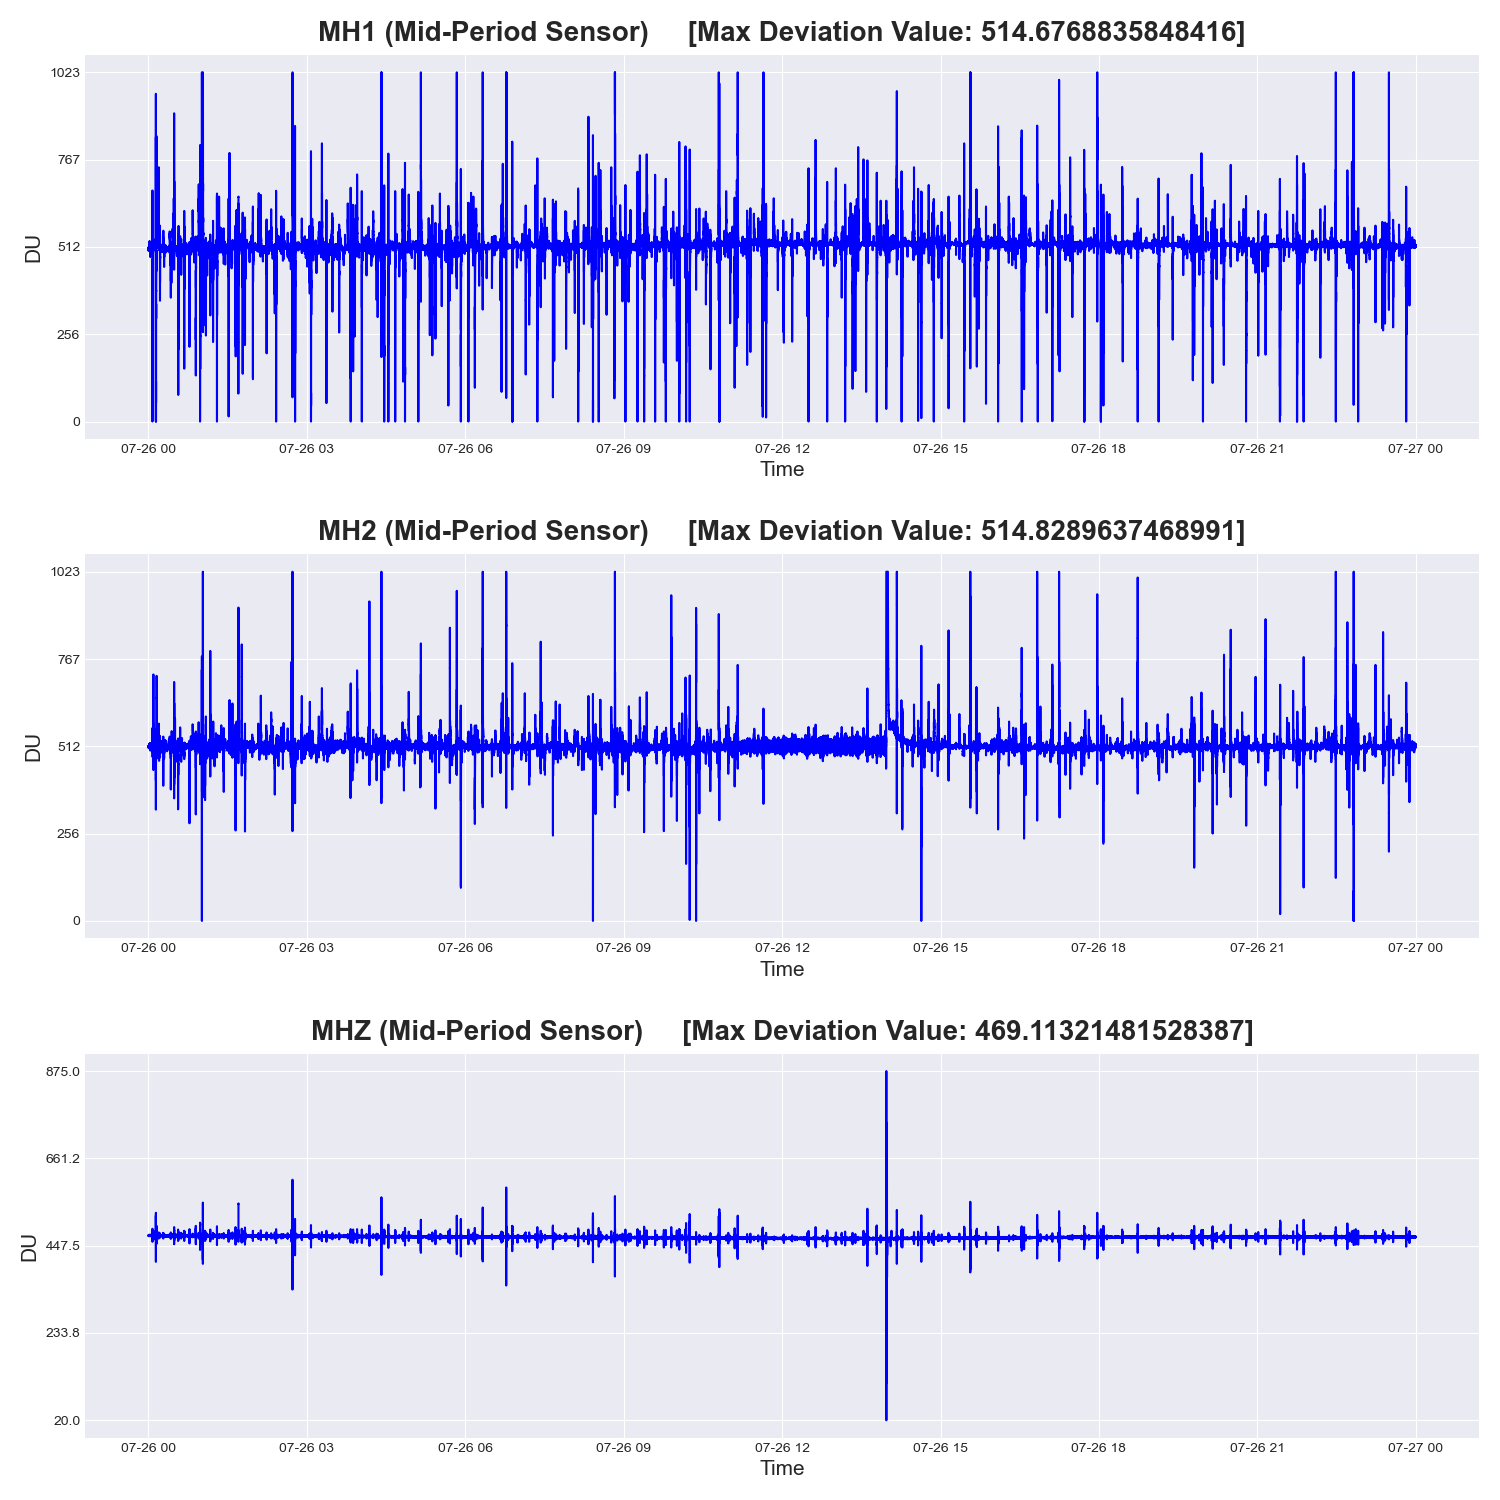 MH1 (Mid-Period Sensor) [Max Deviation Value: 514.6768835848416]
1023
767
512
256
0
DU
07-26 00 07-26 03 07-26 06 07-26 09 07-26 12 07-26 15 07-26 18 07-26 21 07-27 00
Time
MH2 (Mid-Period Sensor) [Max Deviation Value: 514.8289637468991]
1023
767
512
256
0
DU
07-26 00 07-26 03 07-26 06 07-26 09 07-26 12 07-26 15 07-26 18 07-26 21 07-27 00
Time
MHZ (Mid-Period Sensor) [Max Deviation Value: 469.11321481528387]
875.0
661.2
447.5
233.8
20.0
DU
07-26 00 07-26 03 07-26 06 07-26 09 07-26 12 07-26 15 07-26 18 07-26 21 07-27 00
Time